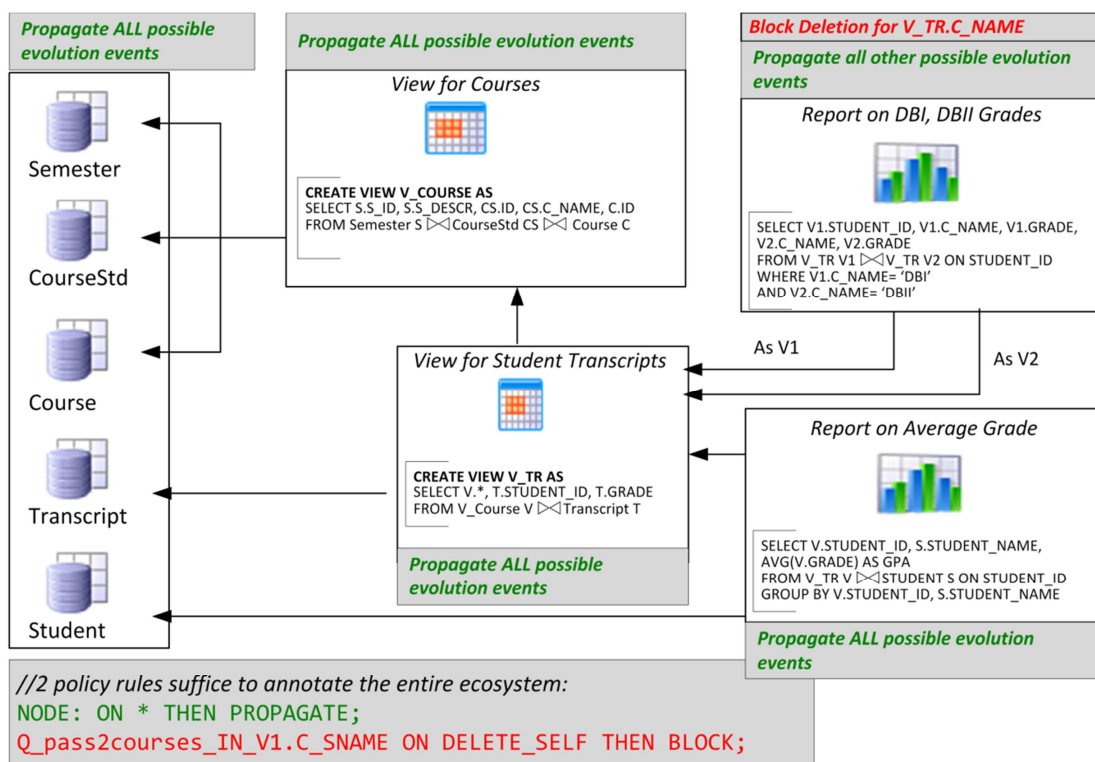 Propagate ALL possible
evolution events
Semester
CourseStd
Course
Transcript
Student
Propagate ALL possible evolution events
View for Courses
CREATE VIEW V_COURSE AS
SELECT S.S_ID, S.S_DESCR, CS.ID, CS.C_NAME, C.ID
FROM Semester S ⋈ CourseStd CS ⋈ Course C
View for Student Transcripts
CREATE VIEW V_TR AS
SELECT V.*, T.STUDENT_ID, T.GRADE
FROM V_Course V ⋈ Transcript T
Propagate ALL possible
evolution events
Block Deletion for V_TR.C_NAME
Propagate all other possible evolution
events
Report on DBI, DBII Grades
SELECT V1.STUDENT_ID, V1.C_NAME, V1.GRADE,
V2.C_NAME, V2.GRADE
FROM V_TR V1 ⋈ V_TR V2 ON STUDENT_ID
WHERE V1.C_NAME= ‘DBI’
AND V2.C_NAME= ‘DBII’
As V1
As V2
Report on Average Grade
SELECT V.STUDENT_ID, S.STUDENT_NAME,
AVG(V.GRADE) AS GPA
FROM V_TR V ⋈ STUDENT S ON STUDENT_ID
GROUP BY V.STUDENT_ID, S.STUDENT_NAME
Propagate ALL possible evolution
events
//2 policy rules suffice to annotate the entire ecosystem:
NODE: ON * THEN PROPAGATE;
Q_pass2courses_IN_V1.C_SNAME ON DELETE_SELF THEN BLOCK;